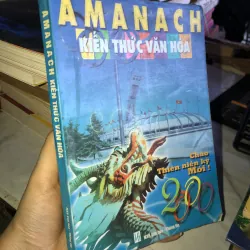 AMANACH
KIẾN THỨC VĂN HÓA
Chào
Thiên niên kỷ
Mới!
2000
AMANACH KIẾN THỨC VĂN HÓA